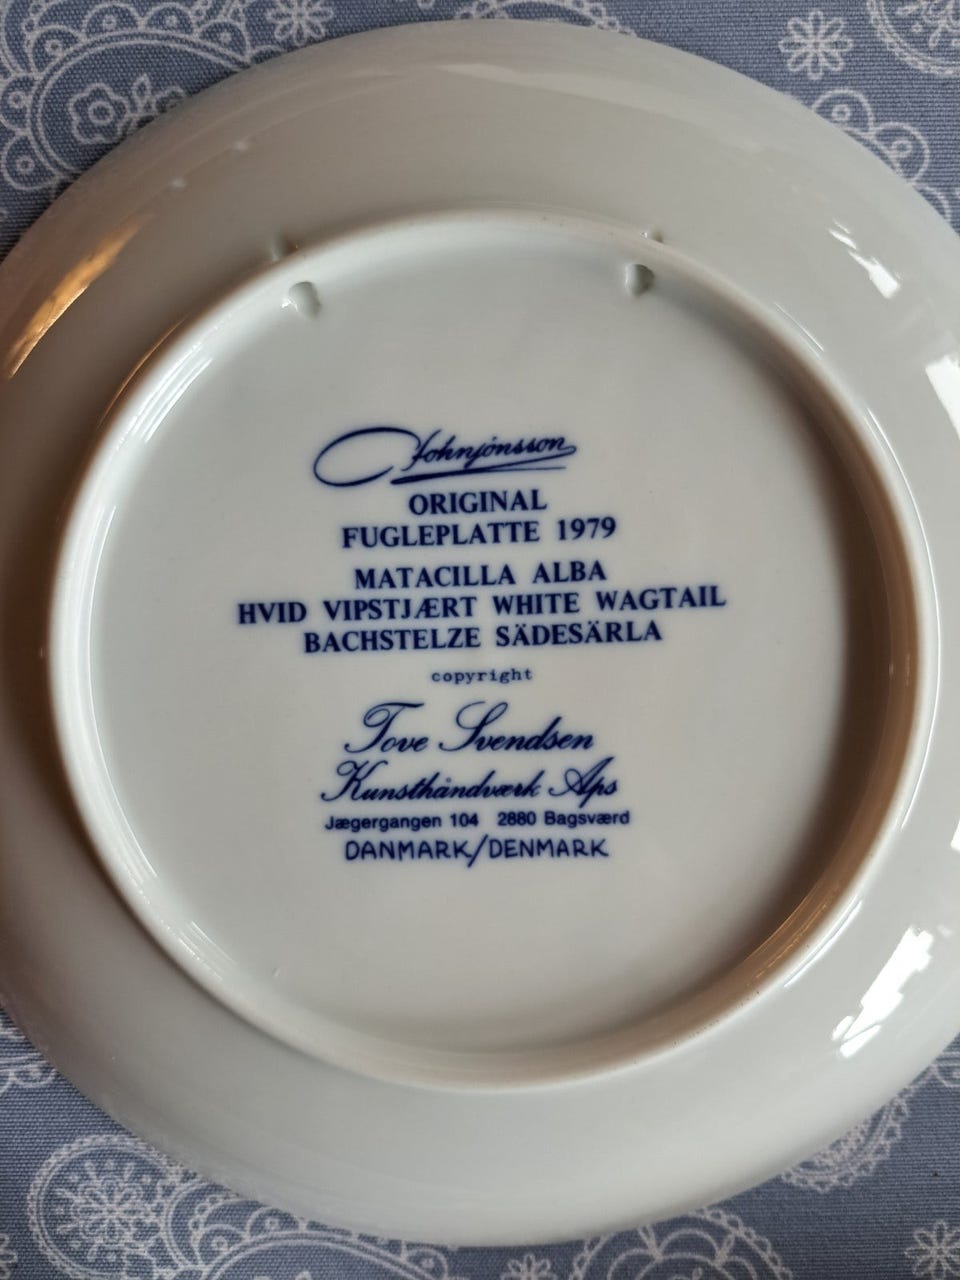 Johnjónsson
ORIGINAL
FUGLEPLATTE 1979
MATACILLA ALBA
HVID VIPSTJÆRT WHITE WAGTAIL
BACHSTELZE SÄDESÄRLA
copyright
Tove Svendsen
Kunsthåndværk Aps
Jægergangen 104 2880 Bagsværd
DANMARK/DENMARK